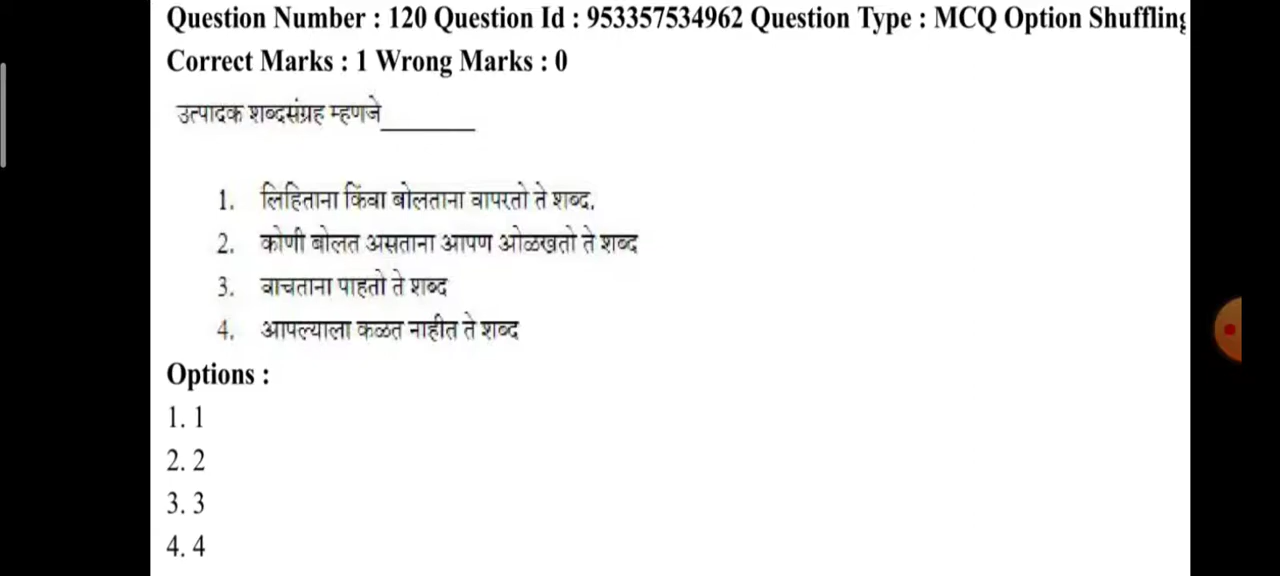 Question Number : 120 Question Id : 953357534962 Question Type : MCQ Option Shuffling
Correct Marks : 1 Wrong Marks : 0
उत्पादक शब्दसंग्रह म्हणजे______
1. लिहिताना किंवा बोलताना वापरतो ते शब्द.
2. कोणी बोलत असताना आपण ओळखतो ते शब्द
3. वाचताना पाहतो ते शब्द
4. आपल्याला कळत नाहीत ते शब्द
Options :
1. 1
2. 2
3. 3
4. 4